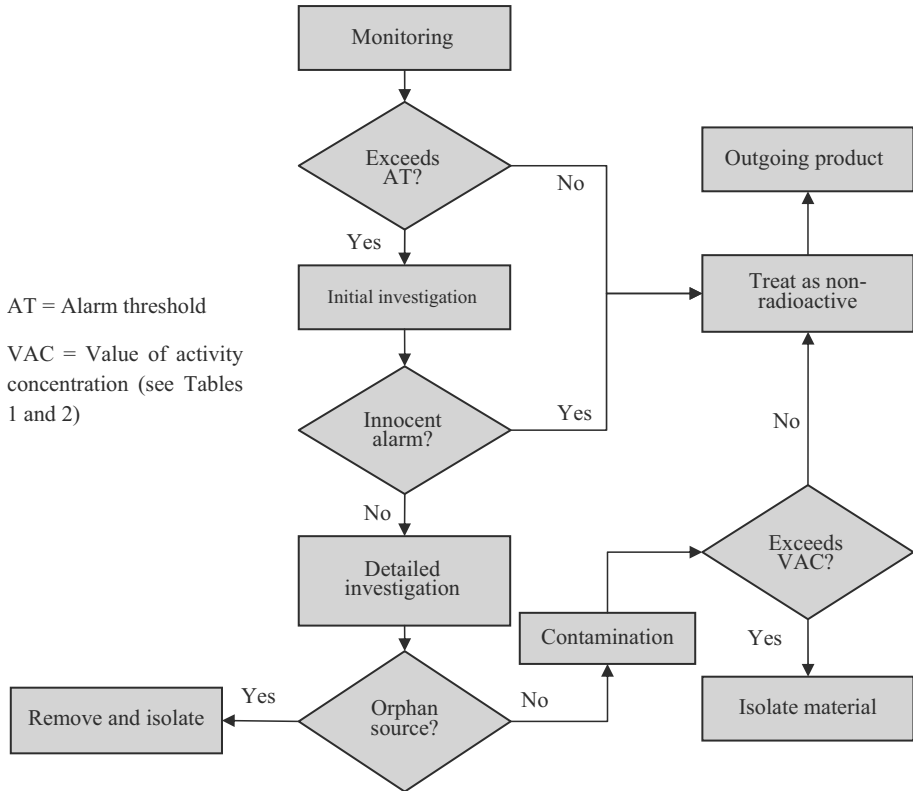 Monitoring
Exceeds
AT?
No
Yes
Outgoing product
Initial investigation
Treat as non-
radioactive
AT = Alarm threshold
VAC = Value of activity
concentration (see Tables
1 and 2)
Innocent
alarm?
Yes
No
No
Detailed
investigation
Exceeds
VAC?
Contamination
Yes
Orphan
source?
Yes
No
Remove and isolate
Isolate material